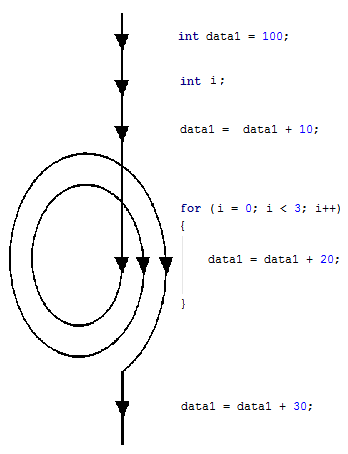 int data1 = 100;
int i;
data1 = data1 + 10;
for (i = 0; i < 3; i++)
{
data1 = data1 + 20;
}
data1 = data1 + 30;